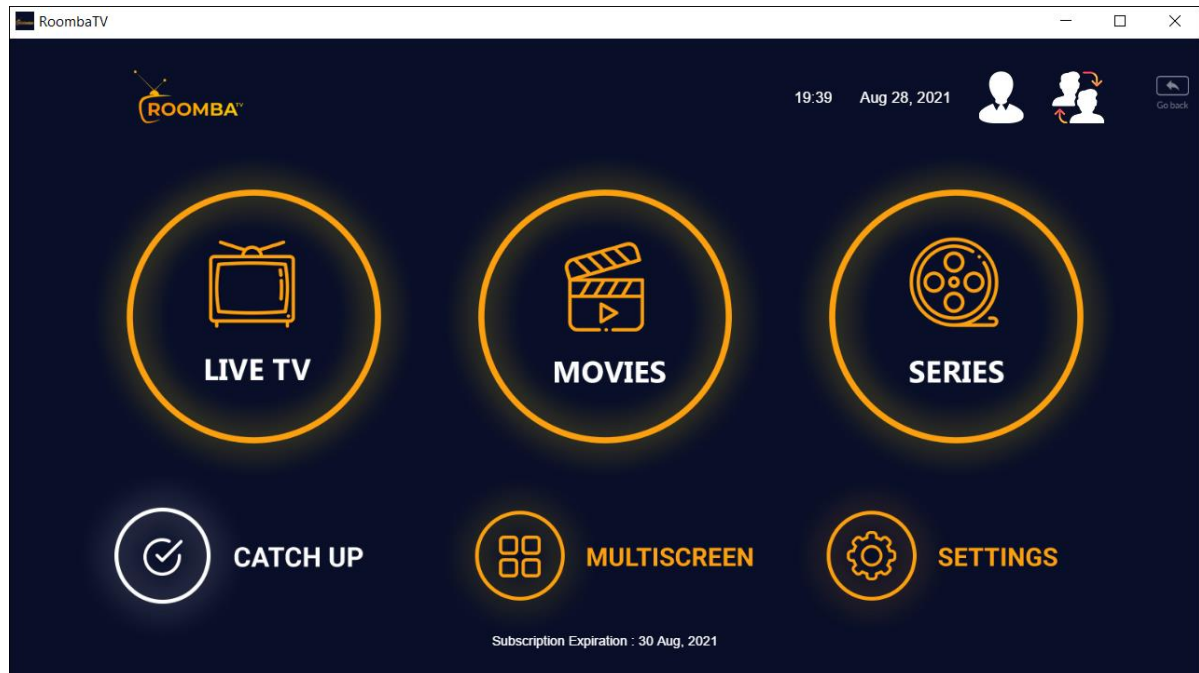 RoombaTV
ROOMBA TV
19:39 Aug 28, 2021
Go back
LIVE TV
MOVIES
SERIES
CATCH UP
MULTISCREEN
SETTINGS
Subscription Expiration : 30 Aug, 2021